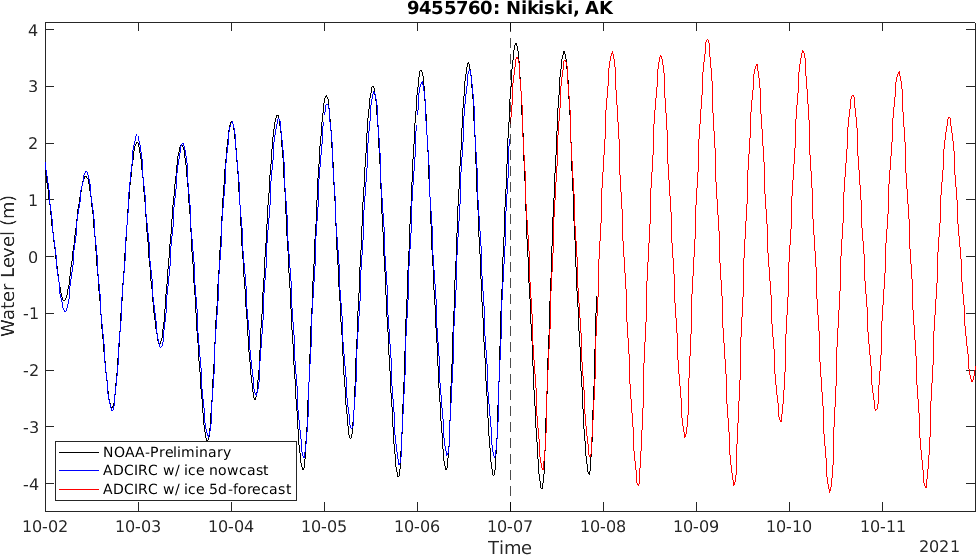 9455760: Nikiski, AK
4
3
2
1
0
-1
-2
-3
-4
Water Level (m)
NOAA-Preliminary
ADCIRC w/ ice nowcast
ADCIRC w/ ice 5d-forecast
10-02 10-03 10-04 10-05 10-06 10-07 10-08 10-09 10-10 10-11
Time
2021